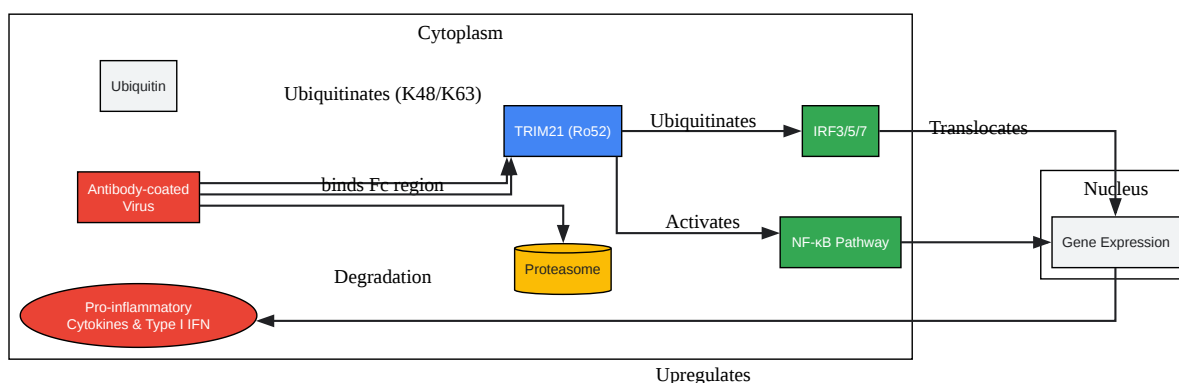 Cytoplasm
Ubiquitin
Ubiquitinates (K48/K63)
TRIM21 (Ro52)
Ubiquitinates
IRF3/5/7
Translocates
Antibody-coated
Virus
binds Fc region
Nucleus
Activates
NF-κB Pathway
Gene Expression
Proteasome
Degradation
Pro-inflammatory
Cytokines & Type I IFN
Upregulates